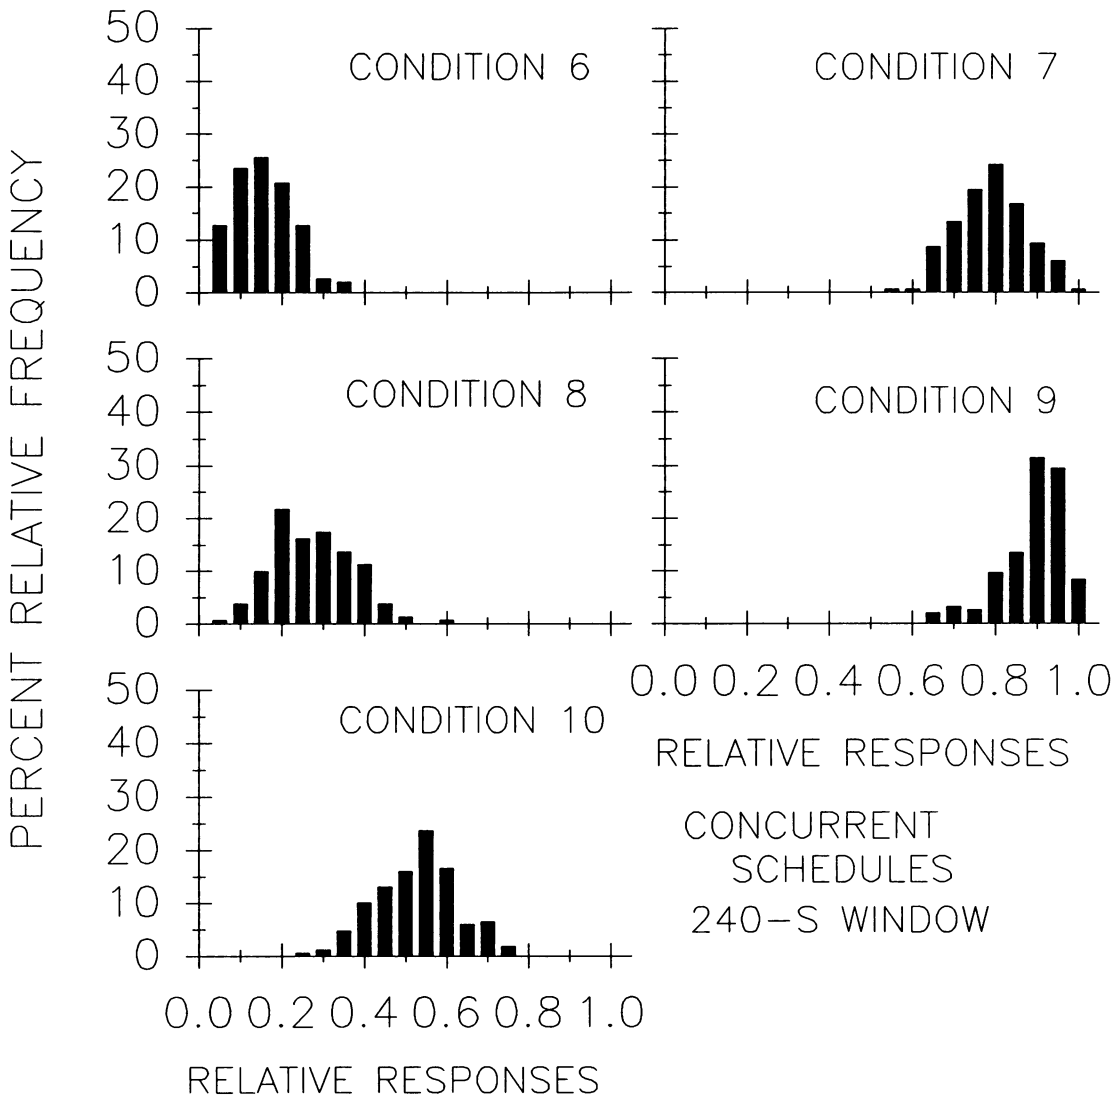 PERCENT RELATIVE FREQUENCY
50
40
30
20
10
0
CONDITION 6
CONDITION 7
50
40
30
20
10
0
CONDITION 8
CONDITION 9
0.0 0.2 0.4 0.6 0.8 1.0
RELATIVE RESPONSES
50
40
30
20
10
0
CONDITION 10
0.0 0.2 0.4 0.6 0.8 1.0
RELATIVE RESPONSES
CONCURRENT
SCHEDULES
240-S WINDOW